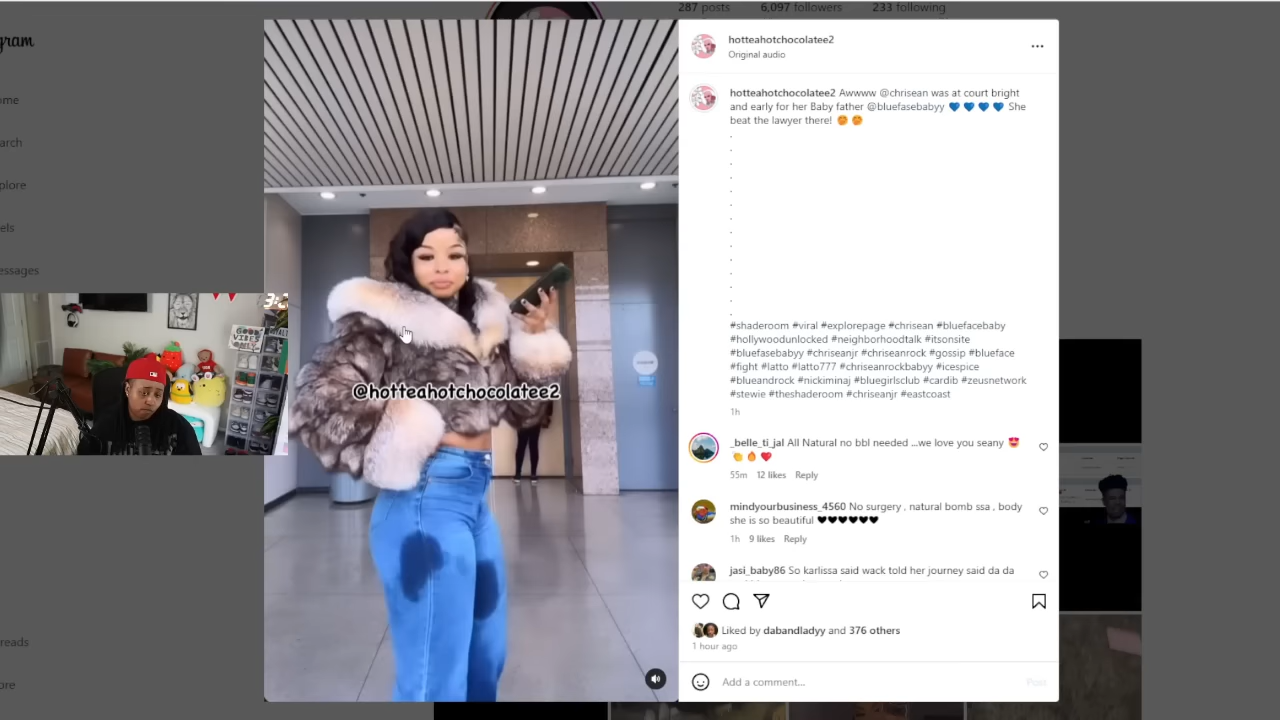 287 posts 6,097 followers 233 following
gram
hotteahotchocolatee2
Original audio
ome
arch
plore
els
essages
reads
ore
hotteahotchocolatee2 Awwww @chrisean was at court bright
and early for her Baby father @bluefasebabyy 💙 💙 💙 💙 She
beat the lawyer there!
.
.
.
.
.
.
.
.
.
.
.
.
.
.
#shaderoom #viral #explorepage #chrisean #bluefacebaby
#hollywoodunlocked #neighborhoodtalk #itsonsite
#bluefasebabyy #chriseanjr #chriseanrock #gossip #blueface
#fight #latto #latto777 #chriseanrockbabyy #icespice
#blueandrock #nickiminaj #bluegirlsclub #cardib #zeusnetwork
#stewie #theshaderoom #chriseanjr #eastcoast
1h
@hotteahotchocolatee2
GOOD
VIBES
ONLY
_belle_ti_jal All Natural no bbl needed ...we love you seany 😍
👏 🔥 ❤️
55m 12 likes Reply
mindyourbusiness_4560 No surgery , natural bomb ssa , body
she is so beautiful ♥♥♥♥♥♥
1h 9 likes Reply
jasi_baby86 So karlissa said wack told her journey said da da
Liked by dabandladyy and 376 others
1 hour ago
Add a comment...
Post